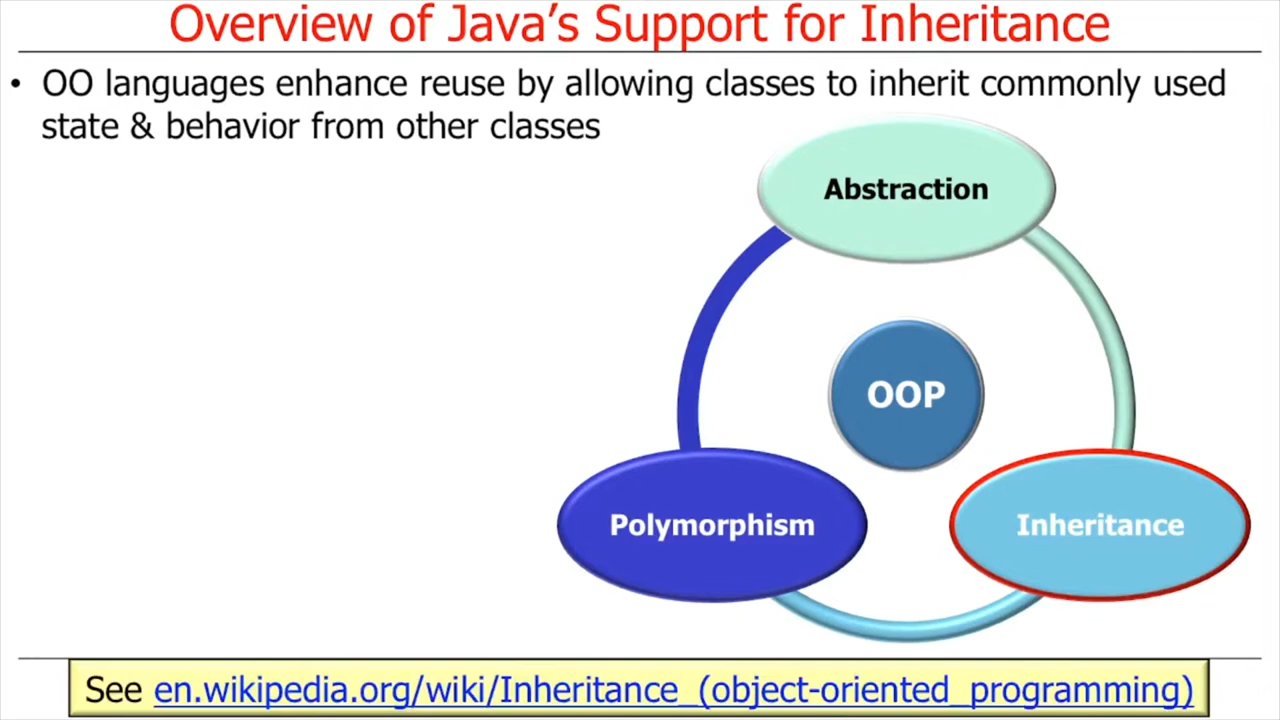 Overview of Java's Support for Inheritance
• OO languages enhance reuse by allowing classes to inherit commonly used
state & behavior from other classes
Abstraction
OOP
Polymorphism
Inheritance
See en.wikipedia.org/wiki/Inheritance_(object-oriented_programming)